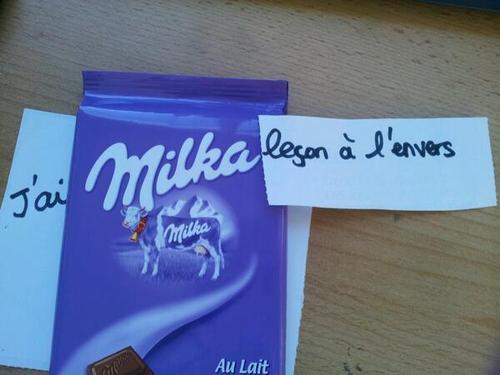 J'ai Milka leçon à l'envers
Milka
Au Lait